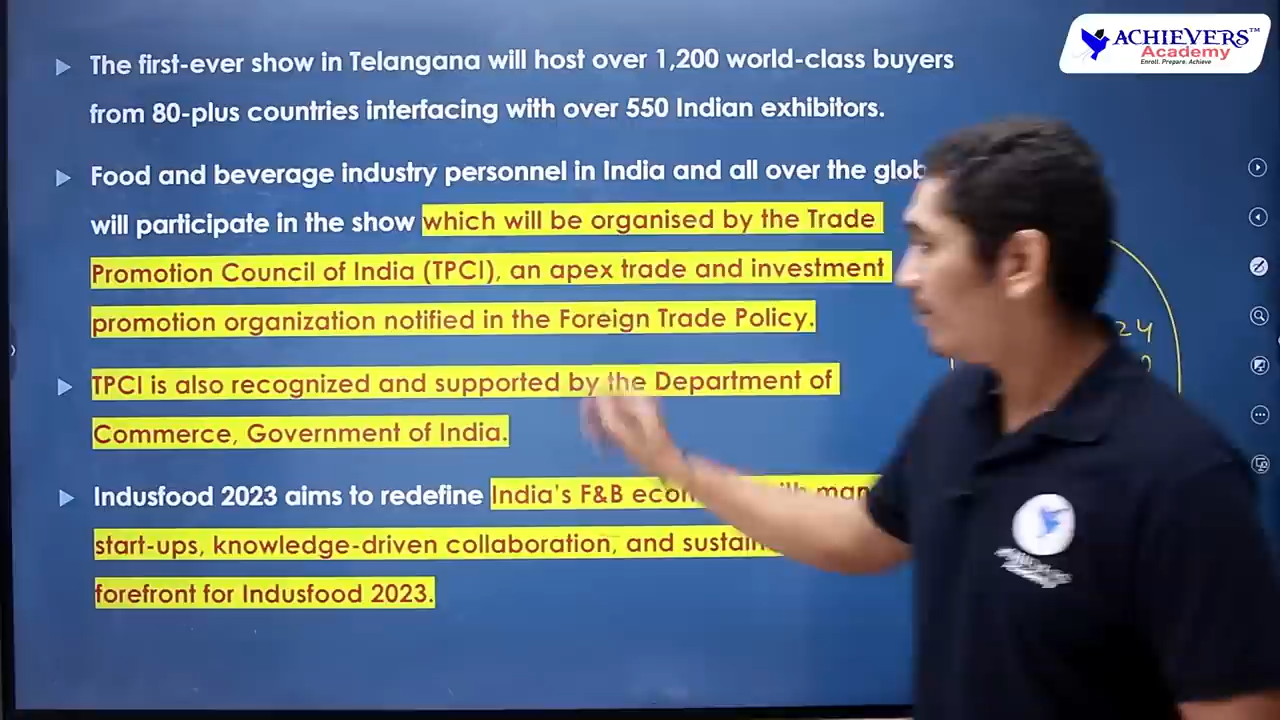 ACHIEVERS™
Academy
Enroll. Prepare. Achieve
The first-ever show in Telangana will host over 1,200 world-class buyers
from 80-plus countries interfacing with over 550 Indian exhibitors.
Food and beverage industry personnel in India and all over the glob
will participate in the show which will be organised by the Trade
Promotion Council of India (TPCI), an apex trade and investment
promotion organization notified in the Foreign Trade Policy.
24
TPCI is also recognized and supported by the Department of
Commerce, Government of India.
Indusfood 2023 aims to redefine India's F&B
start-ups, knowledge-driven collaboration, and
forefront for Indusfood 2023.